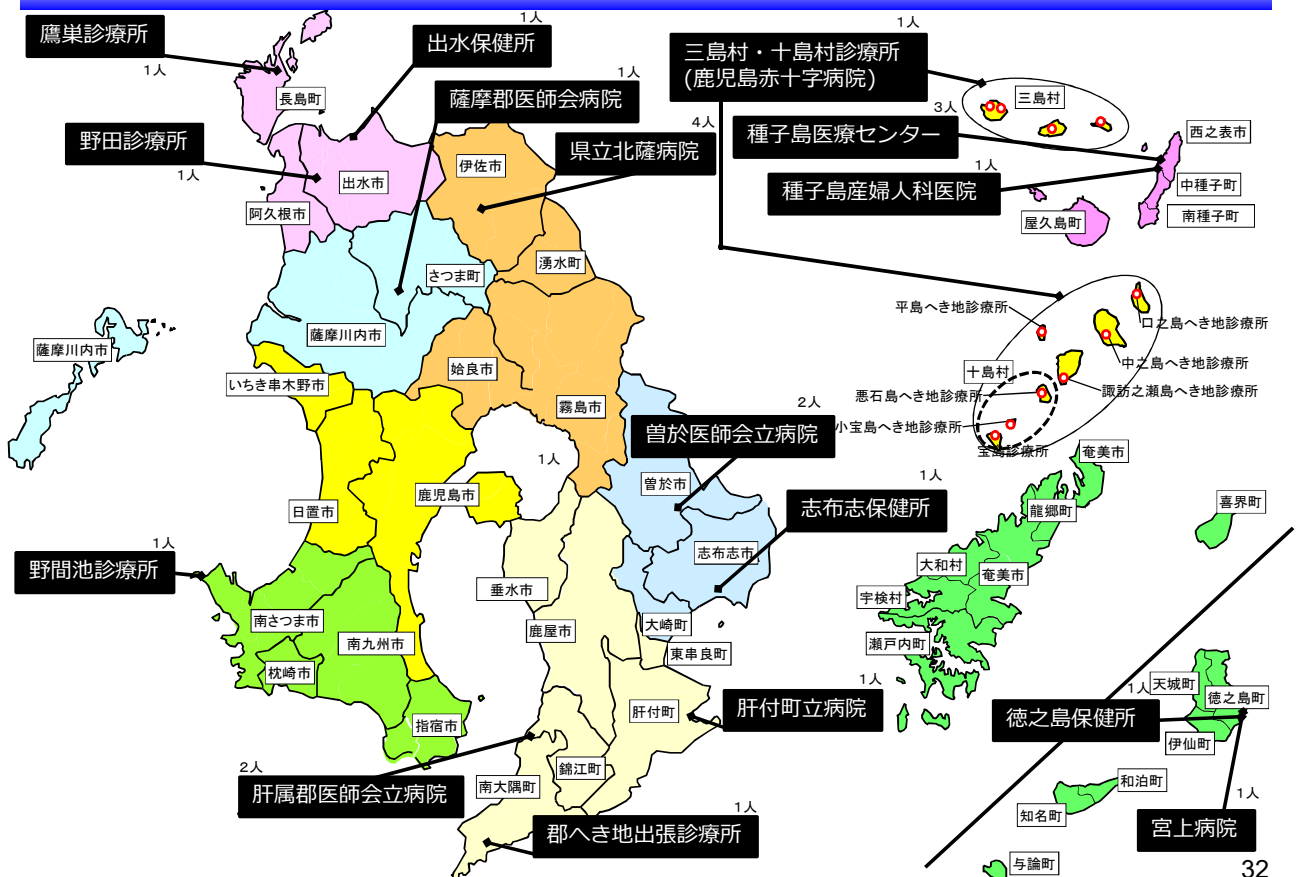 1人
鷹巣診療所
1人
出水保健所
1人
薩摩郡医師会病院
4人
県立北薩病院
1人
野田診療所
1人
三島村・十島村診療所
(鹿児島赤十字病院)
3人
種子島医療センター
1人
種子島産婦人科医院
三島村
西之表市
中種子町
南種子町
屋久島町
長島町
出水市
阿久根市
伊佐市
湧水町
さつま町
薩摩川内市
薩摩川内市
いちき串木野市
姶良市
霧島市
平島へき地診療所
口之島へき地診療所
中之島へき地診療所
十島村
諏訪之瀬島へき地診療所
悪石島へき地診療所
小宝島へき地診療所
宝島診療所
2人
曽於医師会立病院
1人
曽於市
1人
志布志保健所
鹿児島市
日置市
志布志市
1人
野間池診療所
垂水市
鹿屋市
大崎町
東串良町
南さつま市
南九州市
枕崎市
指宿市
奄美市
龍郷町
喜界町
大和村
奄美市
宇検村
瀬戸内町
1人
肝付町立病院
肝付町
2人
肝属郡医師会立病院
錦江町
南大隅町
1人
郡へき地出張診療所
1人
徳之島保健所
天城町
徳之島町
伊仙町
和泊町
知名町
1人
宮上病院
与論町
32